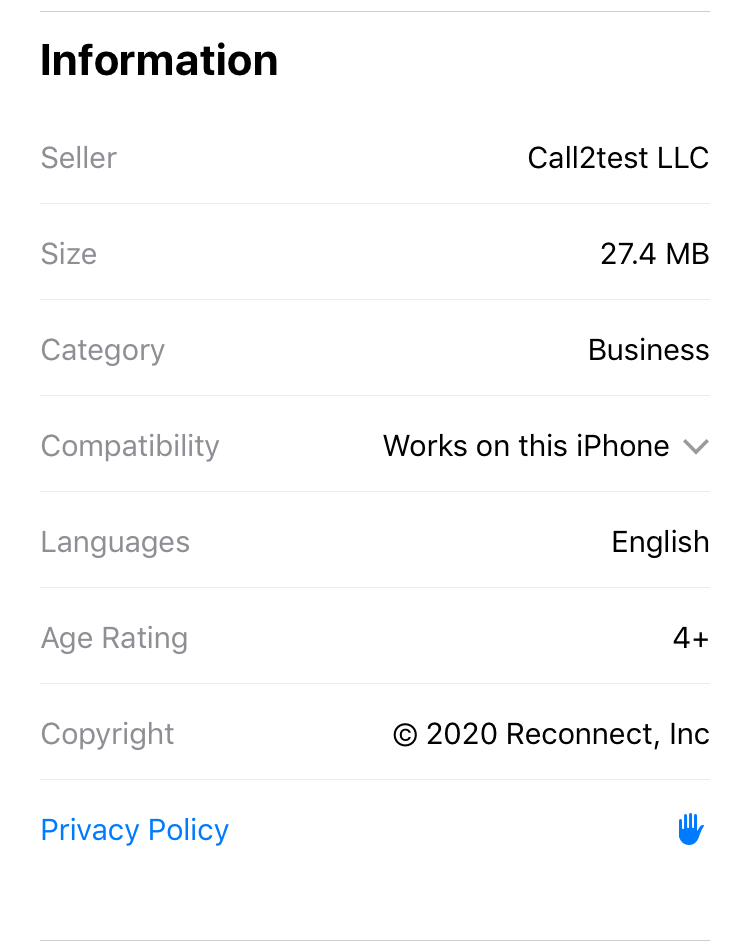 Information
Seller Call2test LLC
Size 27.4 MB
Category Business
Compatibility Works on this iPhone
Languages English
Age Rating 4+
Copyright © 2020 Reconnect, Inc
Privacy Policy